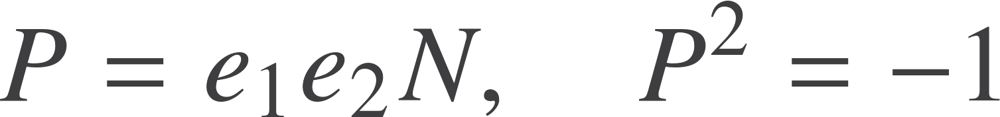 P = e₁e₂N, P² = −1